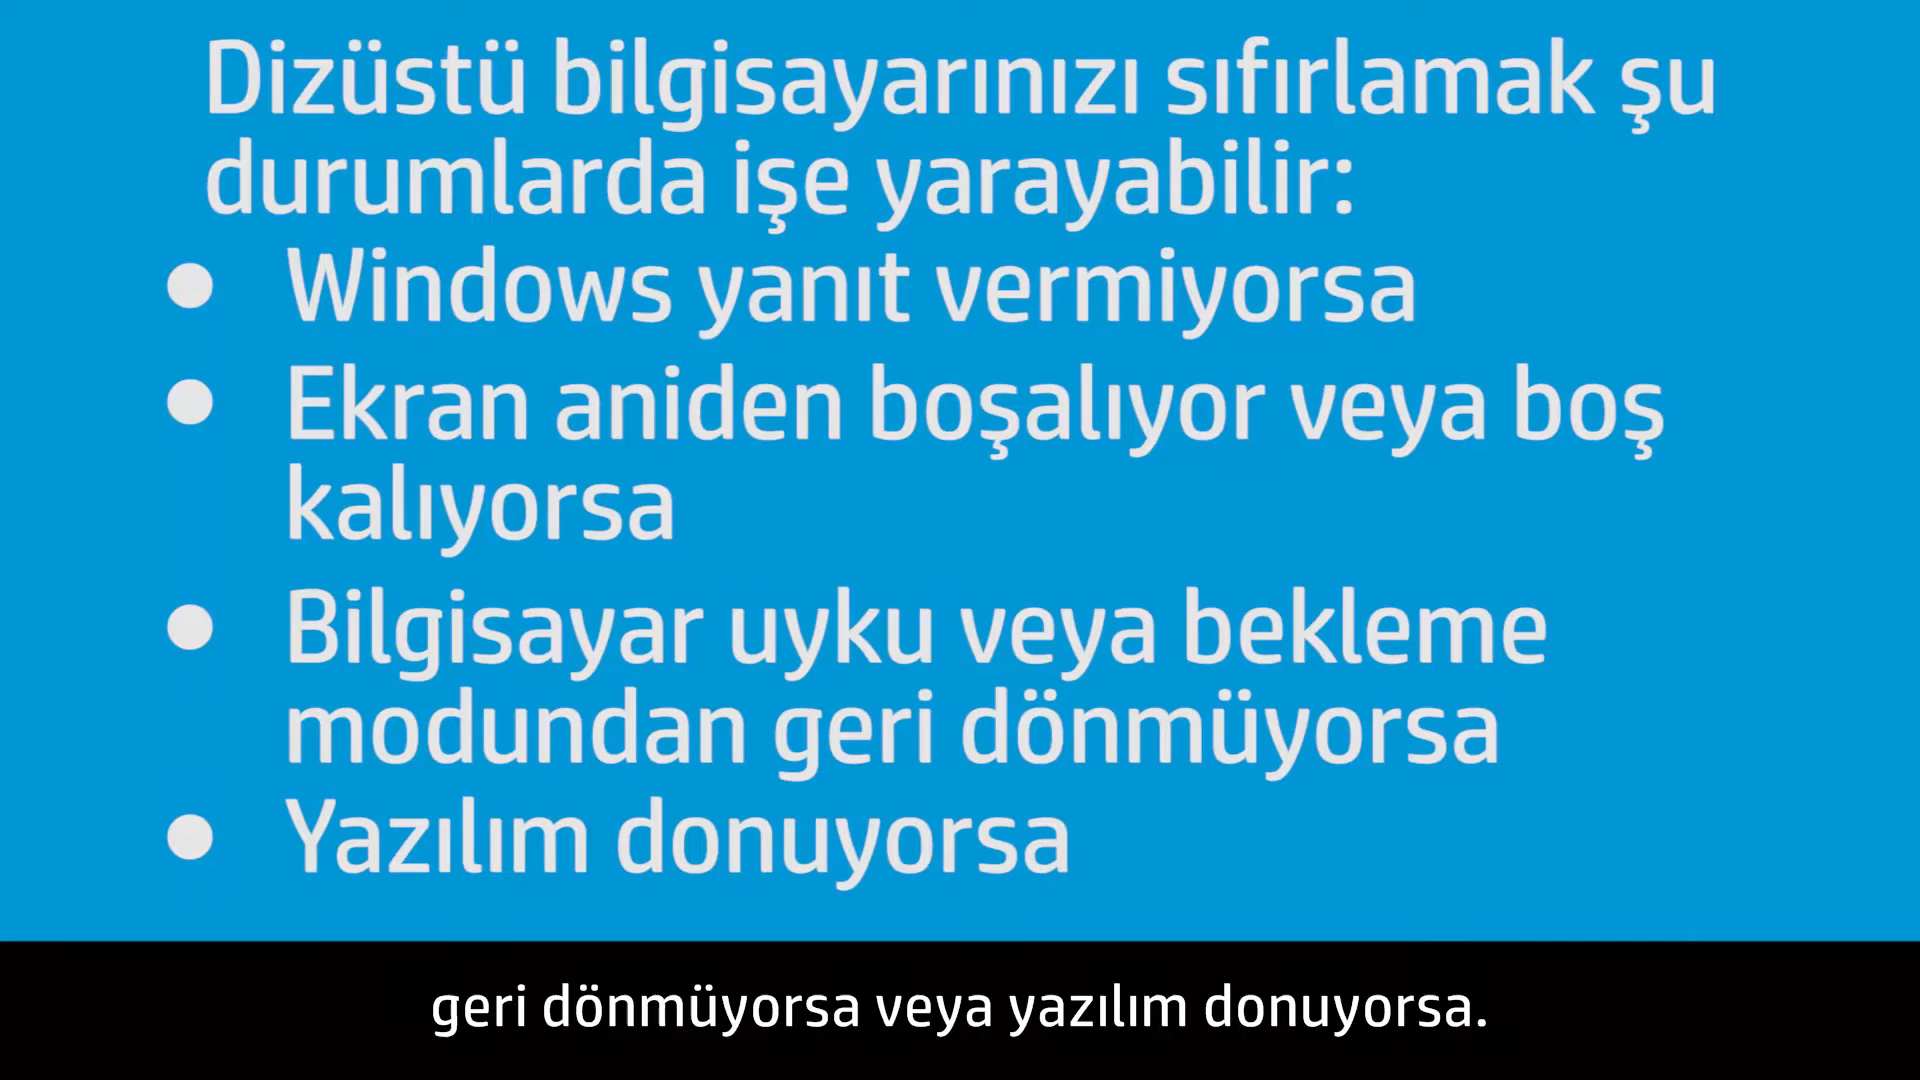 Dizüstü bilgisayarınızı sıfırlamak şu
durumlarda işe yarayabilir:
● Windows yanıt vermiyorsa
● Ekran aniden boşalıyor veya boş
kalıyorsa
● Bilgisayar uyku veya bekleme
modundan geri dönmüyorsa
● Yazılım donuyorsa
geri dönmüyorsa veya yazılım donuyorsa.